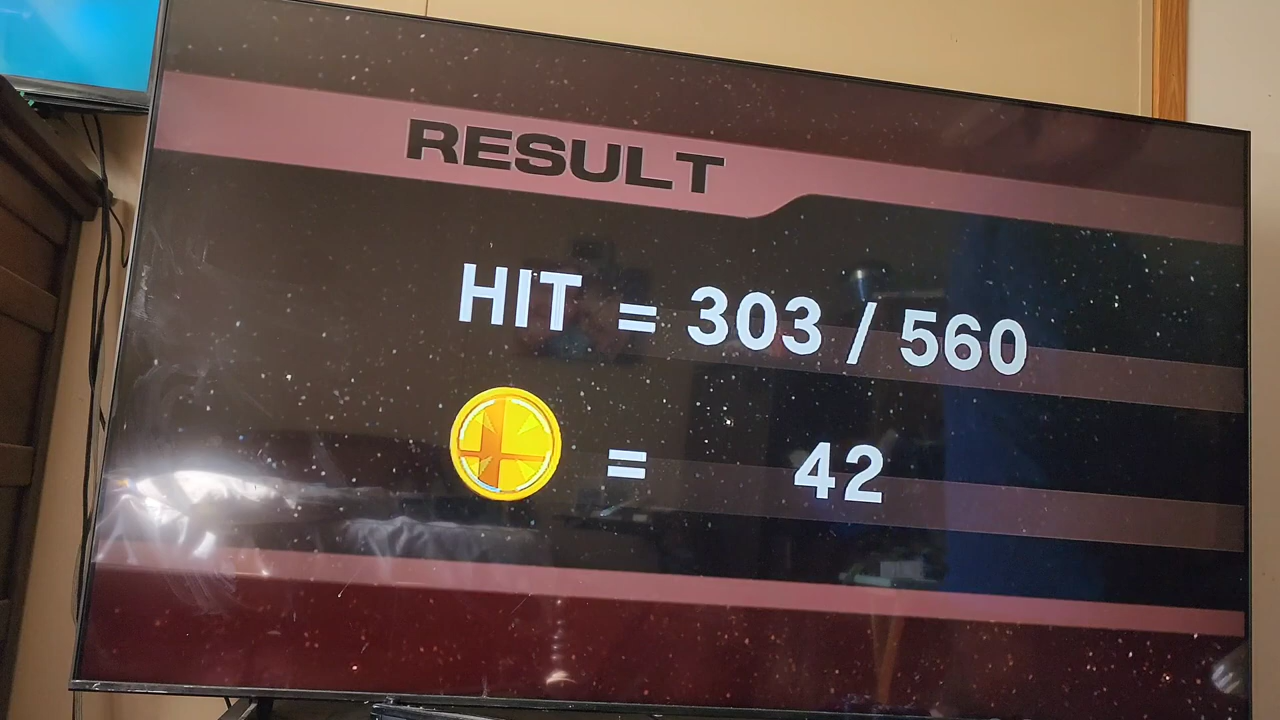 RESULT
HIT = 303 / 560
= 42